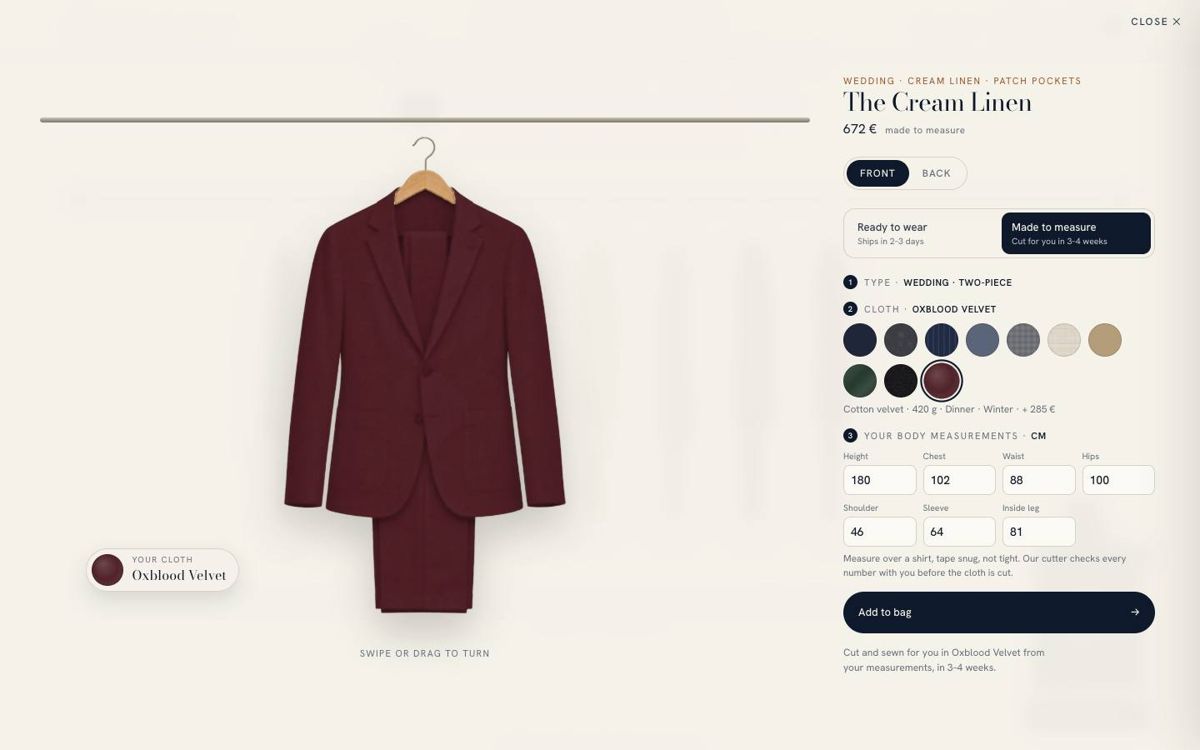 CLOSE ×
WEDDING · CREAM LINEN · PATCH POCKETS
The Cream Linen
672 € made to measure
FRONT BACK
Ready to wear
Ships in 2–3 days
Made to measure
Cut for you in 3–4 weeks
1 TYPE · WEDDING · TWO-PIECE
2 CLOTH · OXBLOOD VELVET
Cotton velvet · 420 g · Dinner · Winter · + 285 €
3 YOUR BODY MEASUREMENTS · CM
Height Chest Waist Hips
180 102 88 100
Shoulder Sleeve Inside leg
46 64 81
Measure over a shirt, tape snug, not tight. Our cutter checks every
number with you before the cloth is cut.
Add to bag →
Cut and sewn for you in Oxblood Velvet from
your measurements, in 3–4 weeks.
YOUR CLOTH
Oxblood Velvet
SWIPE OR DRAG TO TURN